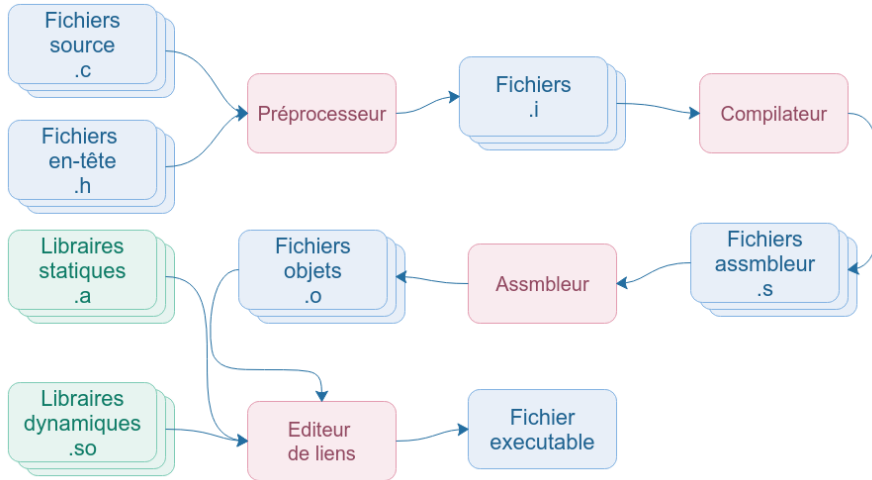 Fichiers
source
.c
Préprocesseur
Fichiers
.i
Compilateur
Fichiers
en-tête
.h
Libraires
statiques
.a
Fichiers
objets
.o
Assmbleur
Fichiers
assmbleur
.s
Libraires
dynamiques
.so
Editeur
de liens
Fichier
executable